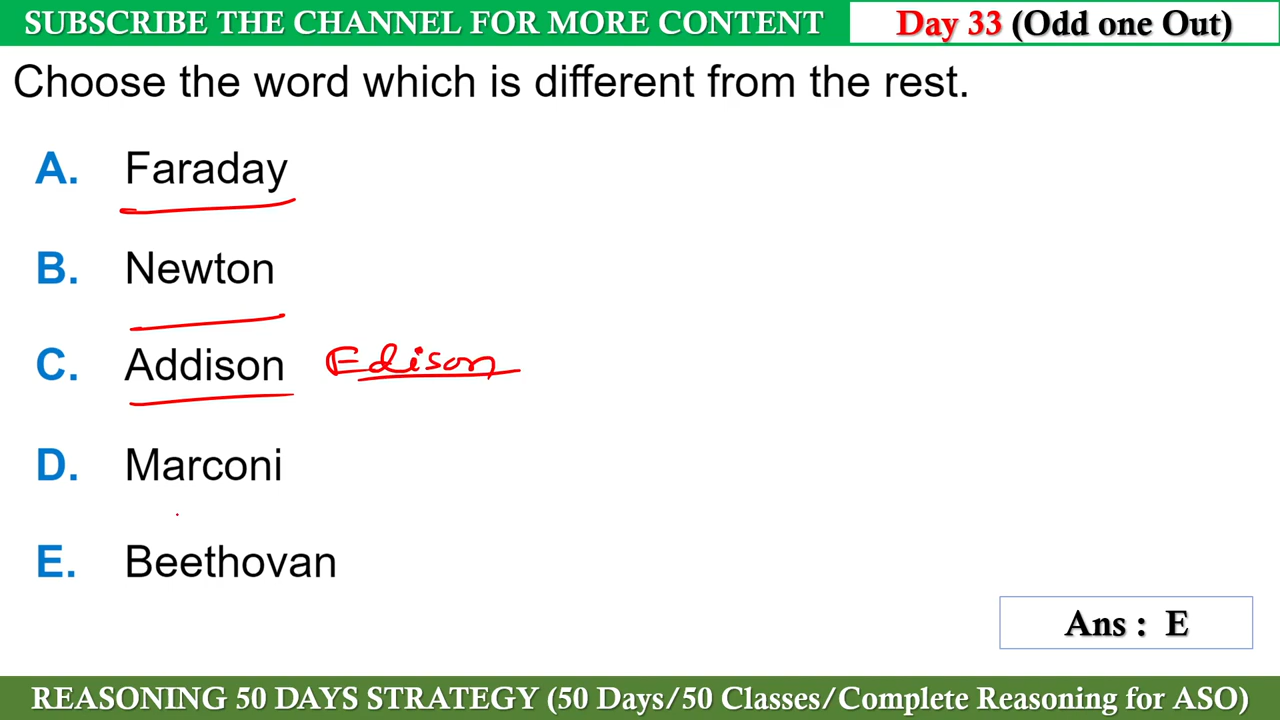 SUBSCRIBE THE CHANNEL FOR MORE CONTENT
Day 33 (Odd one Out)
Choose the word which is different from the rest.
A. Faraday
B. Newton
C. Addison Edison
D. Marconi
E. Beethovan
Ans : E
REASONING 50 DAYS STRATEGY (50 Days/50 Classes/Complete Reasoning for ASO)